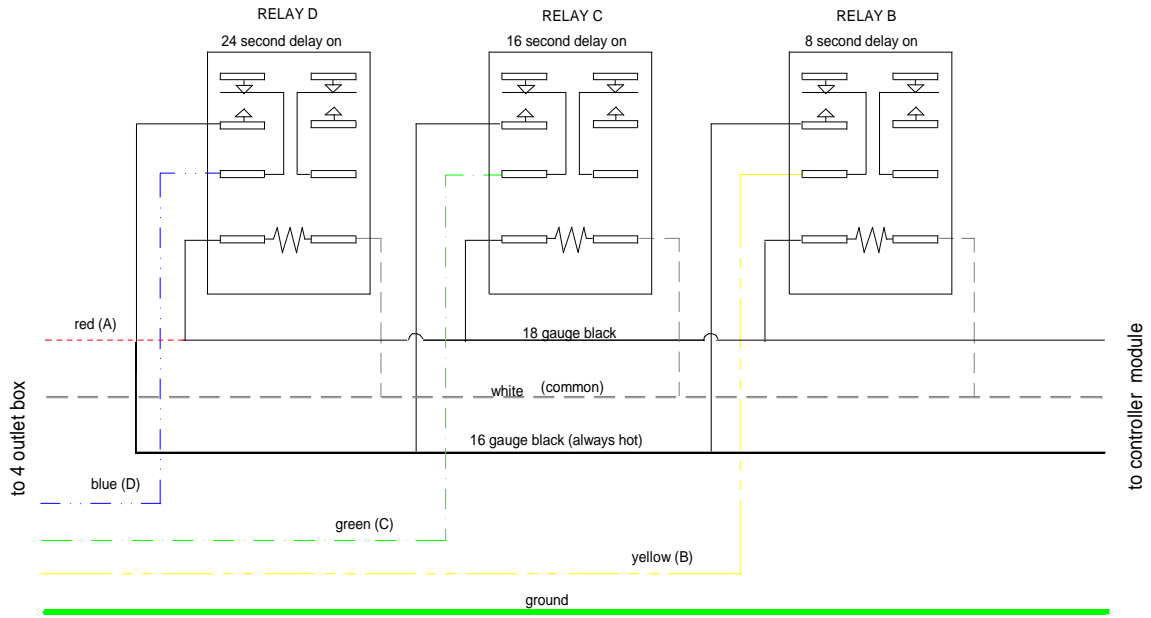 RELAY D
RELAY C
RELAY B
24 second delay on
16 second delay on
8 second delay on
red (A)
18 gauge black
white (common)
16 gauge black (always hot)
blue (D)
green (C)
yellow (B)
ground
to 4 outlet box
to controller module